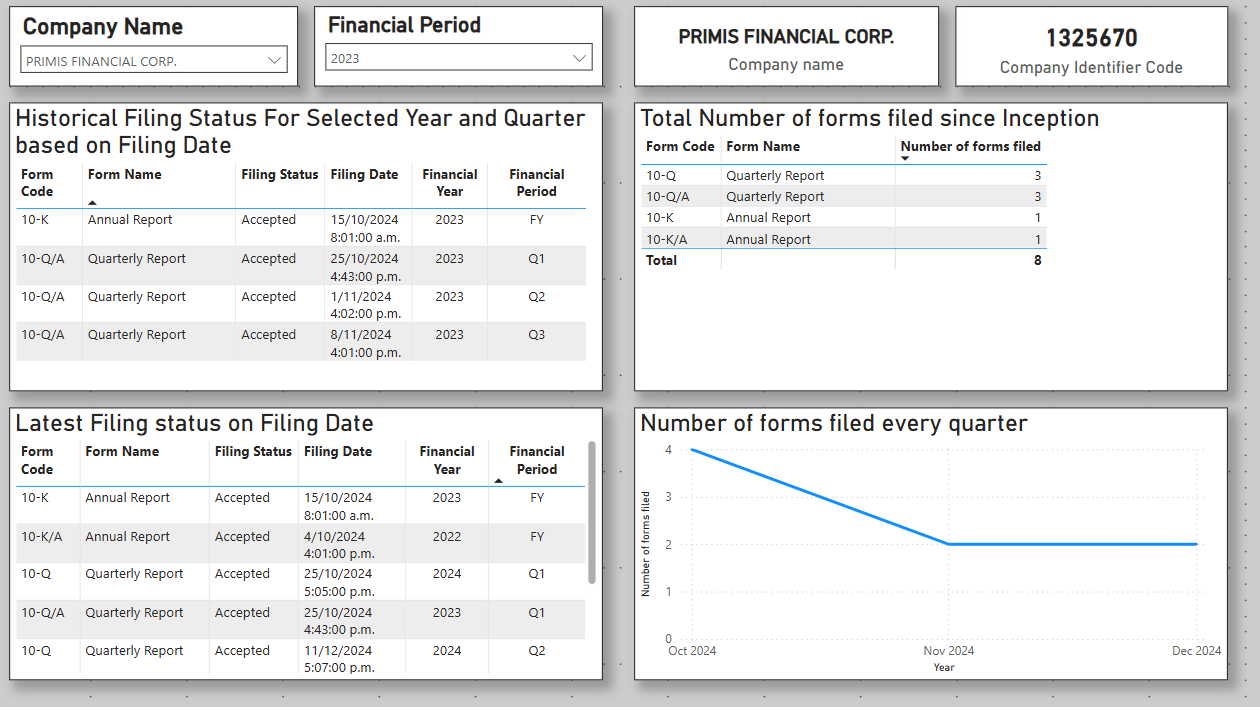 Company Name
PRIMIS FINANCIAL CORP.
Financial Period
2023
PRIMIS FINANCIAL CORP.
Company name
1325670
Company Identifier Code
Historical Filing Status For Selected Year and Quarter
based on Filing Date
Form Code Form Name Filing Status Filing Date Financial Year Financial Period
10-K Annual Report Accepted 15/10/2024 8:01:00 a.m. 2023 FY
10-Q/A Quarterly Report Accepted 25/10/2024 4:43:00 p.m. 2023 Q1
10-Q/A Quarterly Report Accepted 1/11/2024 4:02:00 p.m. 2023 Q2
10-Q/A Quarterly Report Accepted 8/11/2024 4:01:00 p.m. 2023 Q3
Total Number of forms filed since Inception
Form Code Form Name Number of forms filed
10-Q Quarterly Report 3
10-Q/A Quarterly Report 3
10-K Annual Report 1
10-K/A Annual Report 1
Total 8
Latest Filing status on Filing Date
Form Code Form Name Filing Status Filing Date Financial Year Financial Period
10-K Annual Report Accepted 15/10/2024 8:01:00 a.m. 2023 FY
10-K/A Annual Report Accepted 4/10/2024 4:01:00 p.m. 2022 FY
10-Q Quarterly Report Accepted 25/10/2024 5:05:00 p.m. 2024 Q1
10-Q/A Quarterly Report Accepted 25/10/2024 4:43:00 p.m. 2023 Q1
10-Q Quarterly Report Accepted 11/12/2024 5:07:00 p.m. 2024 Q2
Number of forms filed every quarter
Number of forms filed
4
3
2
1
0
Oct 2024 Nov 2024 Dec 2024
Year